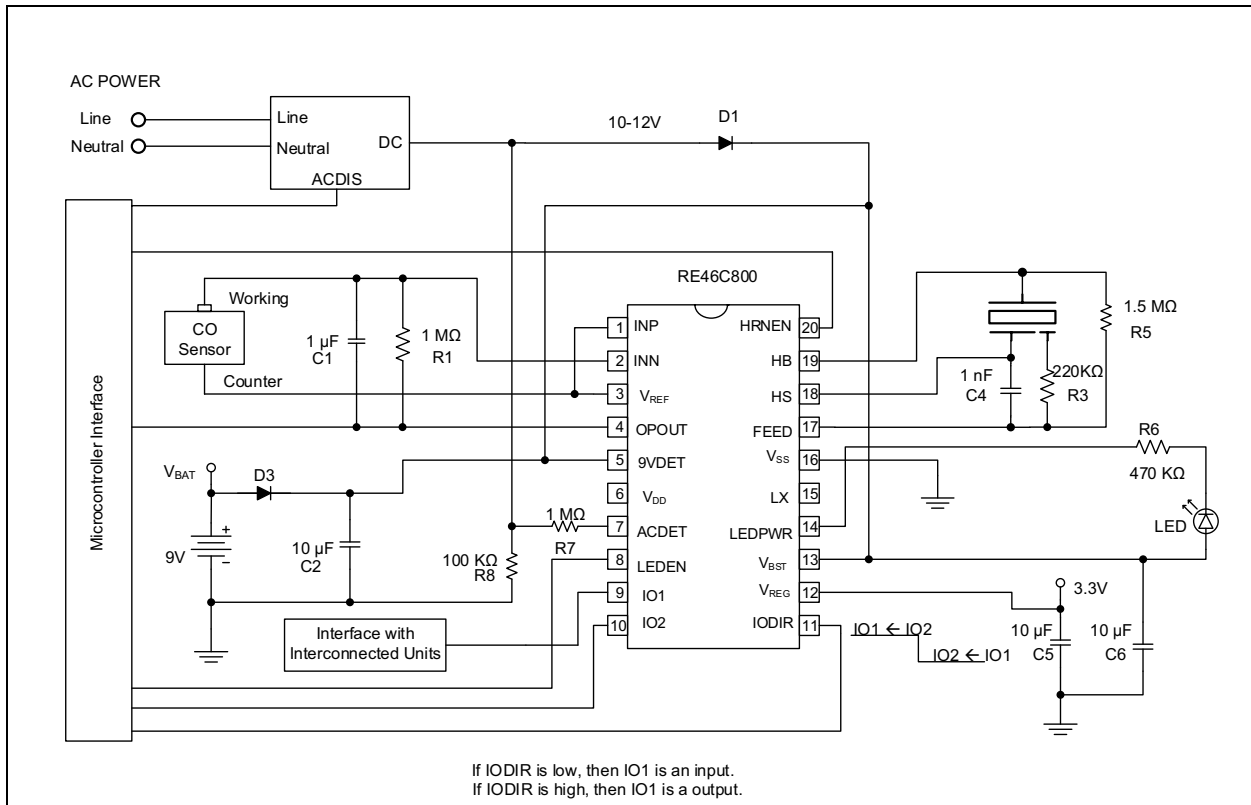 AC POWER
Line
Neutral
Line
Neutral
DC
ACDIS
10-12V
D1
Microcontroller Interface
RE46C800
Working
CO
Sensor
Counter
1 µF
C1
1 MΩ
R1
1 INP
2 INN
3 VREF
4 OPOUT
5 9VDET
6 VDD
7 ACDET
8 LEDEN
9 IO1
10 IO2
HRNEN 20
HB 19
HS 18
FEED 17
VSS 16
LX 15
LEDPWR 14
VBST 13
VREG 12
IODIR 11
1.5 MΩ
R5
1 nF
C4
220KΩ
R3
R6
470 KΩ
LED
VBAT
D3
+
–
9V
10 µF
C2
1 MΩ
R7
100 KΩ
R8
Interface with
Interconnected Units
IO1 ← IO2
IO2 ← IO1
3.3V
10 µF
C5
10 µF
C6
If IODIR is low, then IO1 is an input.
If IODIR is high, then IO1 is a output.